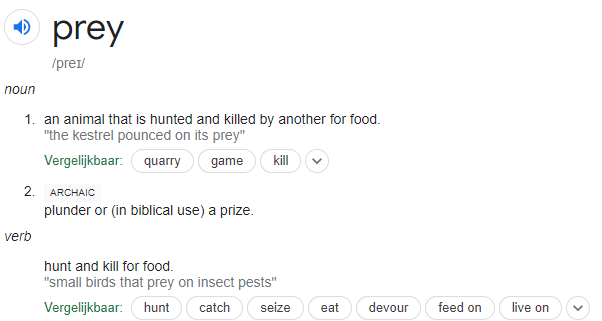 prey
/preɪ/
noun
1. an animal that is hunted and killed by another for food.
"the kestrel pounced on its prey"
Vergelijkbaar: quarry game kill
2. ARCHAIC
plunder or (in biblical use) a prize.
verb
hunt and kill for food.
"small birds that prey on insect pests"
Vergelijkbaar: hunt catch seize eat devour feed on live on